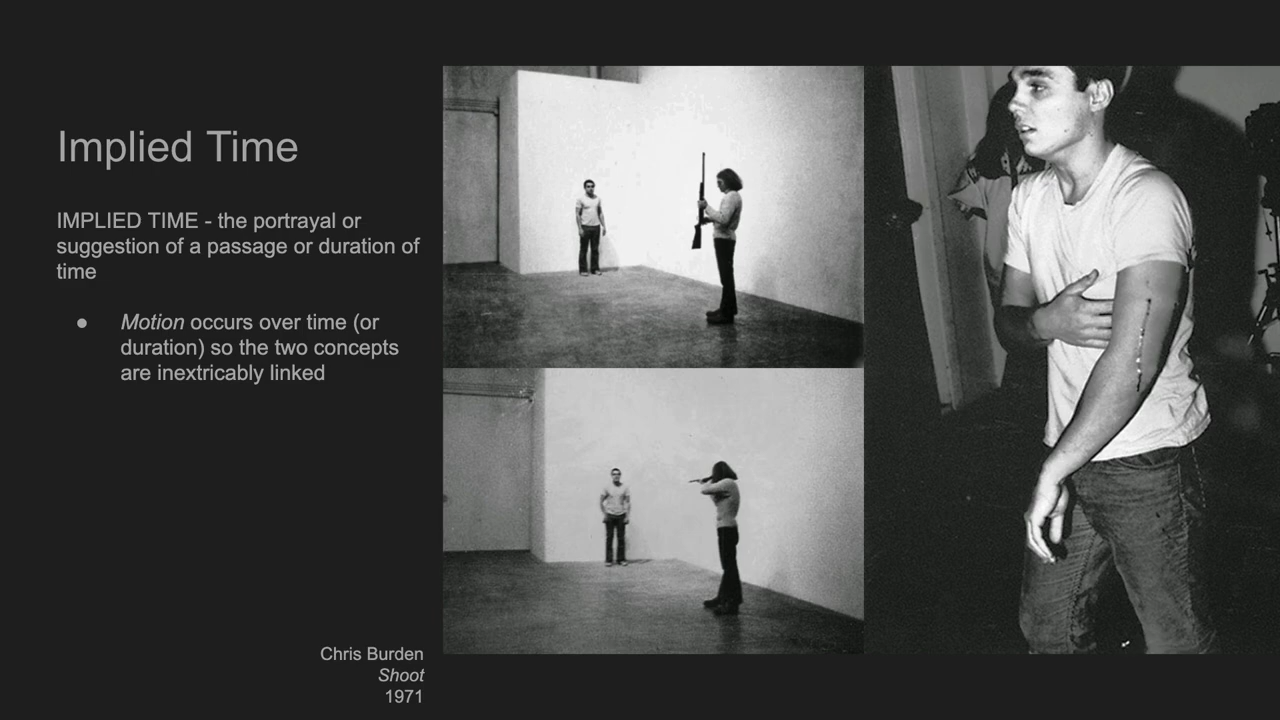 Implied Time
IMPLIED TIME - the portrayal or
suggestion of a passage or duration of
time
● Motion occurs over time (or
duration) so the two concepts
are inextricably linked
Chris Burden
Shoot
1971